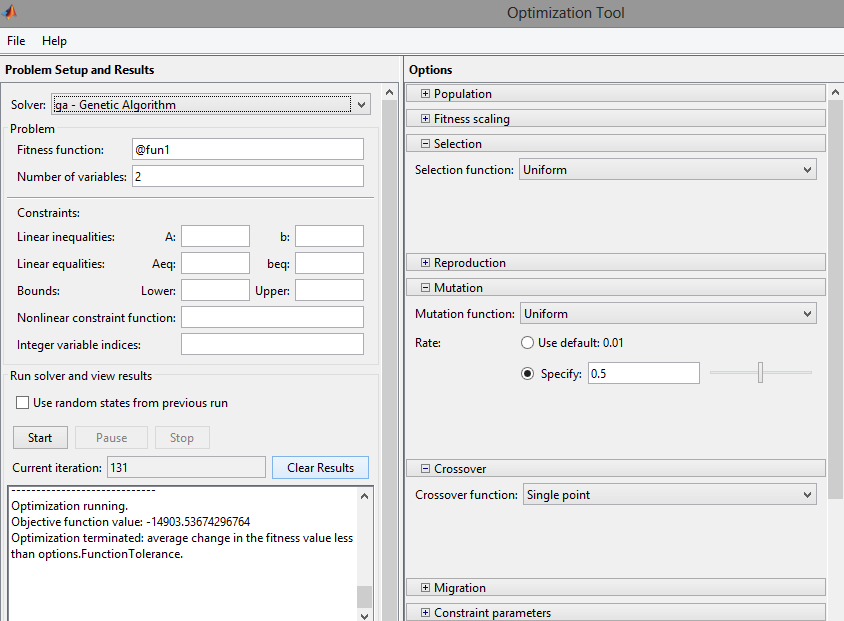 Optimization Tool
File Help
Problem Setup and Results
Solver: ga - Genetic Algorithm
Problem
Fitness function: @fun1
Number of variables: 2
Constraints:
Linear inequalities: A: b:
Linear equalities: Aeq: beq:
Bounds: Lower: Upper:
Nonlinear constraint function:
Integer variable indices:
Run solver and view results
Use random states from previous run
Start Pause Stop
Current iteration: 131 Clear Results
-----------------------------
Optimization running.
Objective function value: -14903.53674296764
Optimization terminated: average change in the fitness value less
than options.FunctionTolerance.
Options
Population
Fitness scaling
Selection
Selection function: Uniform
Reproduction
Mutation
Mutation function: Uniform
Rate: Use default: 0.01
Specify: 0.5
Crossover
Crossover function: Single point
Migration
Constraint parameters